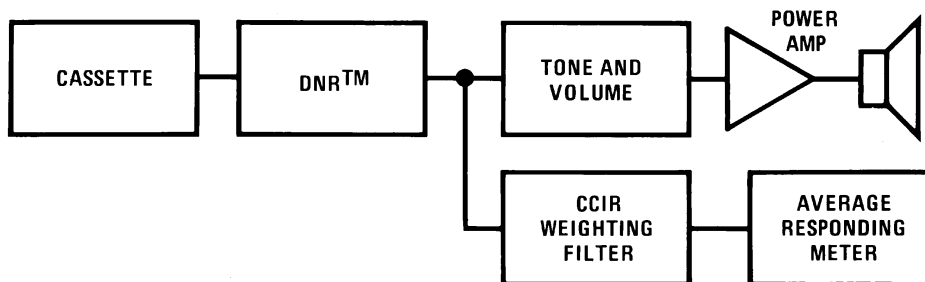 CASSETTE
DNR™
TONE AND
VOLUME
POWER
AMP
CCIR
WEIGHTING
FILTER
AVERAGE
RESPONDING
METER